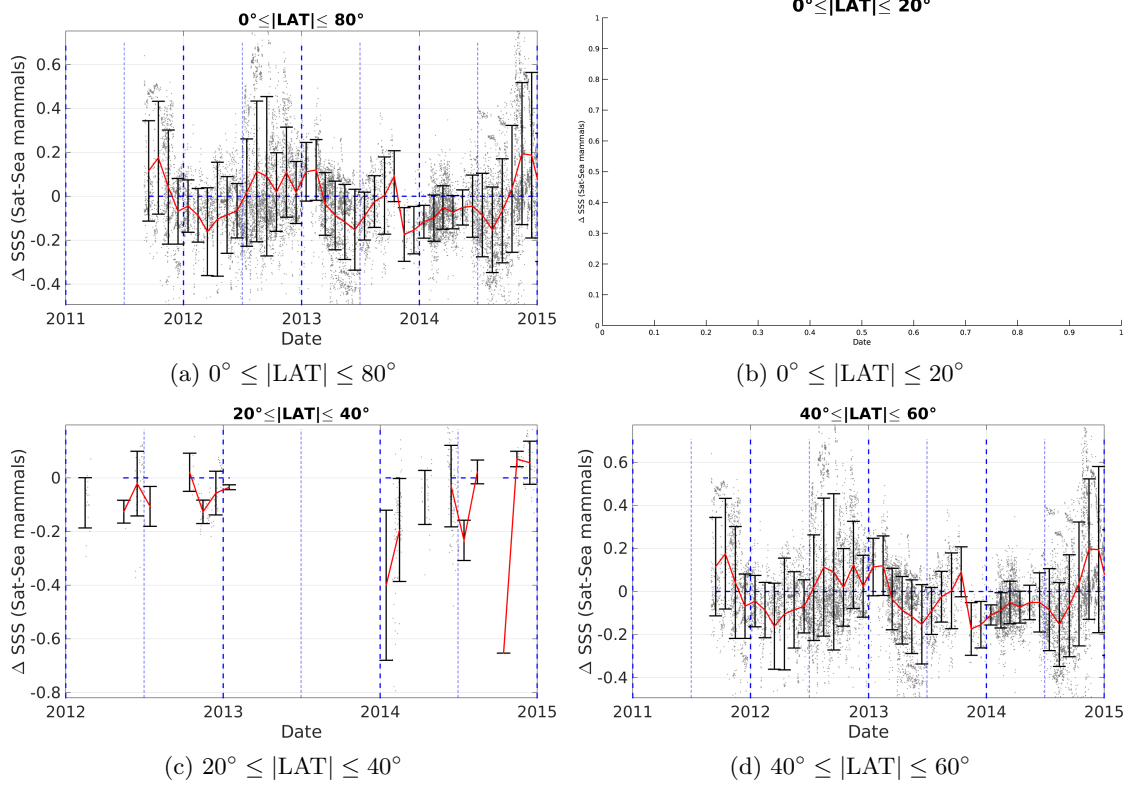 0°≤|LAT|≤ 80°
Δ SSS (Sat-Sea mammals)
0.6
0.4
0.2
0
-0.2
-0.4
2011 2012 2013 2014 2015
Date
(a) 0° ≤ |LAT| ≤ 80°
0°≤|LAT|≤ 20°
Δ SSS (Sat-Sea mammals)
1
0.9
0.8
0.7
0.6
0.5
0.4
0.3
0.2
0.1
0
0 0.1 0.2 0.3 0.4 0.5 0.6 0.7 0.8 0.9 1
Date
(b) 0° ≤ |LAT| ≤ 20°
20°≤|LAT|≤ 40°
Δ SSS (Sat-Sea mammals)
0
-0.2
-0.4
-0.6
-0.8
2012 2013 2014 2015
Date
(c) 20° ≤ |LAT| ≤ 40°
40°≤|LAT|≤ 60°
Δ SSS (Sat-Sea mammals)
0.6
0.4
0.2
0
-0.2
-0.4
2011 2012 2013 2014 2015
Date
(d) 40° ≤ |LAT| ≤ 60°